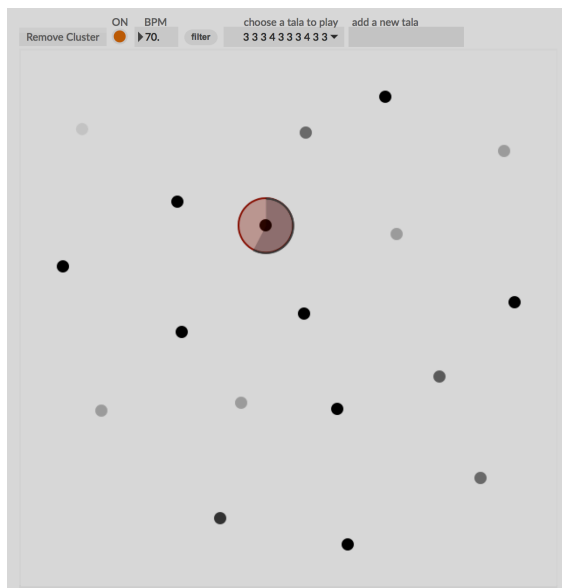 ON BPM choose a tala to play add a new tala
Remove Cluster 70. filter 3 3 3 4 3 3 3 4 3 3